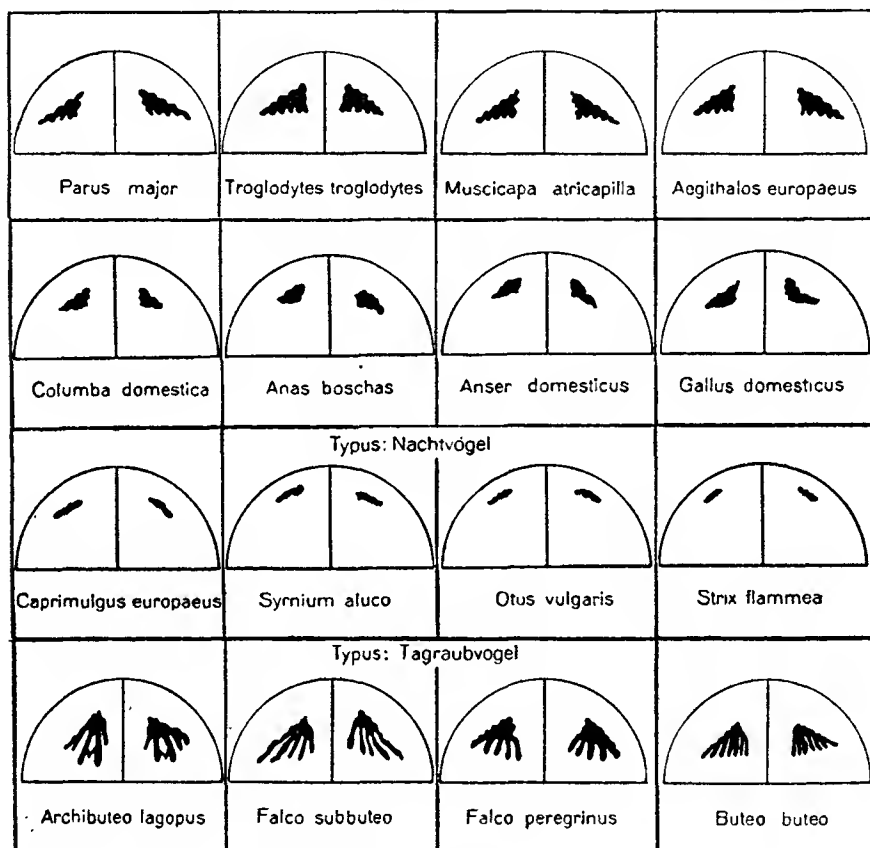 Parus major
Troglodytes troglodytes
Muscicapa atricapilla
Aegithalos europaeus
Columba domestica
Anas boschas
Anser domesticus
Gallus domesticus
Typus: Nachtvögel
Caprimulgus europaeus
Syrnium aluco
Otus vulgaris
Strix flammea
Typus: Tagraubvogel
Archibuteo lagopus
Falco subbuteo
Falco peregrinus
Buteo buteo